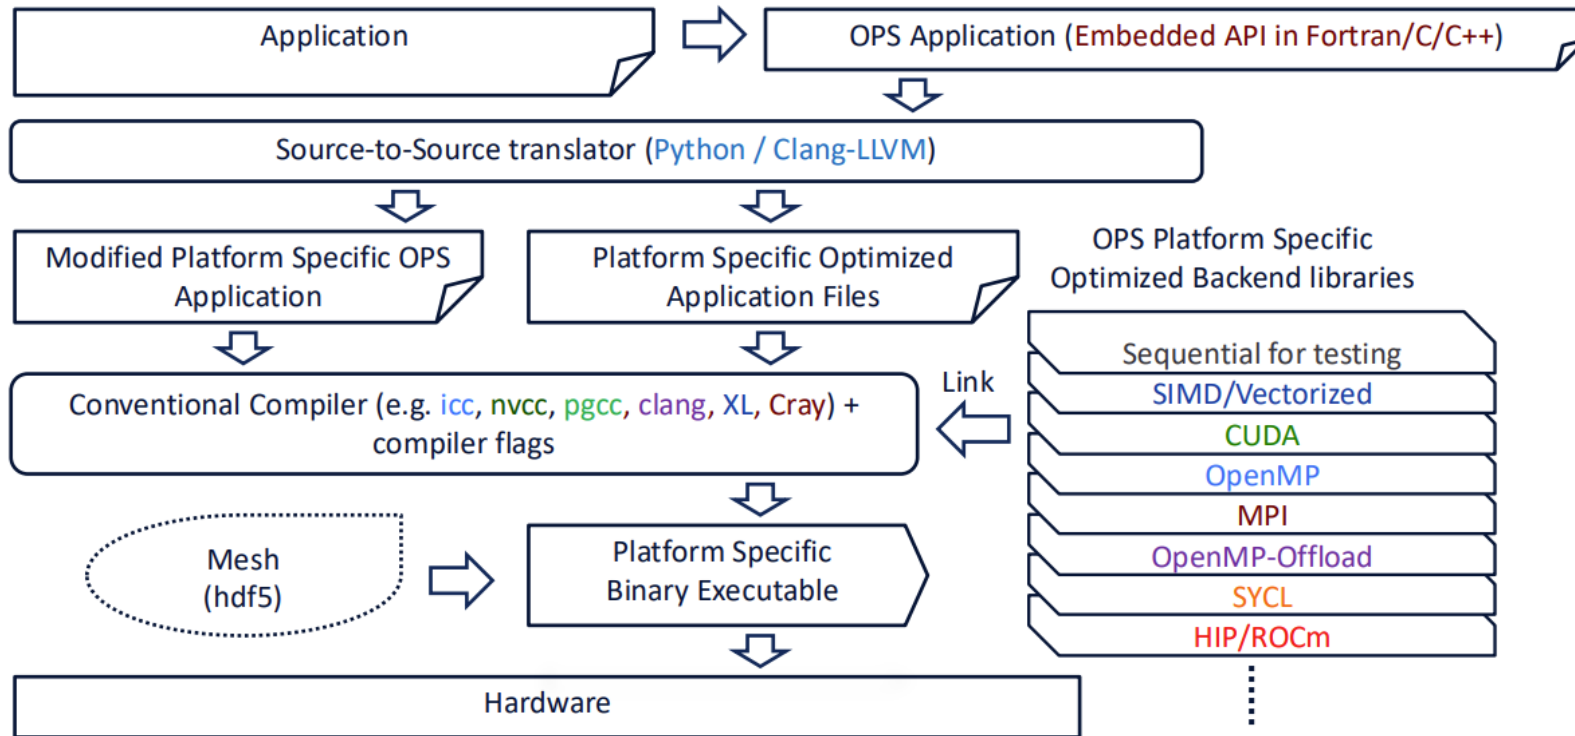 Application
OPS Application (Embedded API in Fortran/C/C++)
Source-to-Source translator (Python / Clang-LLVM)
Modified Platform Specific OPS
Application
Platform Specific Optimized
Application Files
OPS Platform Specific
Optimized Backend libraries
Sequential for testing
SIMD/Vectorized
CUDA
OpenMP
MPI
OpenMP-Offload
SYCL
HIP/ROCm
Link
Conventional Compiler (e.g. icc, nvcc, pgcc, clang, XL, Cray) +
compiler flags
Mesh
(hdf5)
Platform Specific
Binary Executable
Hardware